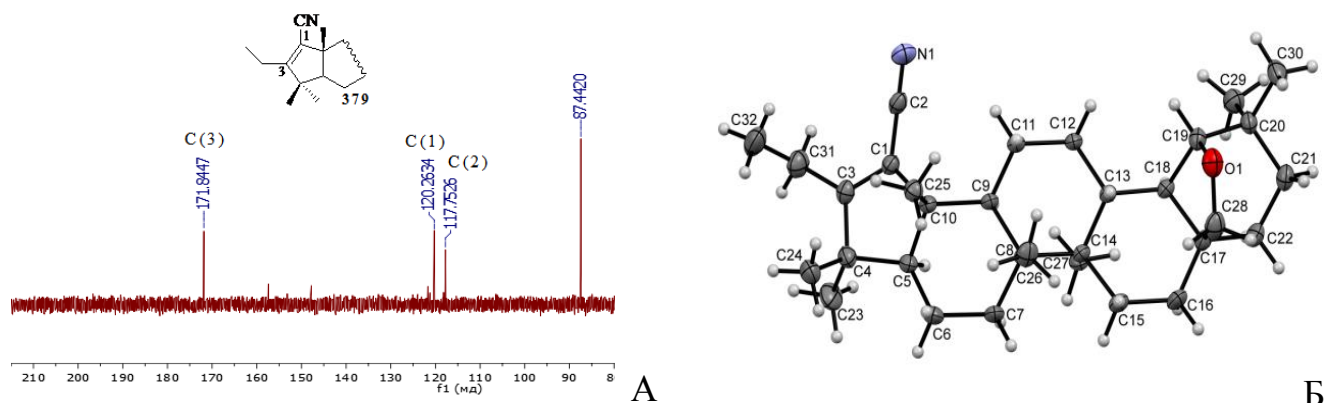 CN
1
3
379
C(3)
C(1)
C(2)
171.8447
120.2634
117.7526
87.4420
210 200 190 180 170 160 150 140 130 120 110 100 90 8
f1 (мд)
А
N1
C2
C32
C31
C1
C3
C25
C10
C11
C12
C9
C13
C24
C4
C5
C23
C6
C7
C8
C26
C27
C14
C15
C16
C17
C18
C19
C29
C30
C20
O1
C21
C28
C22
Б